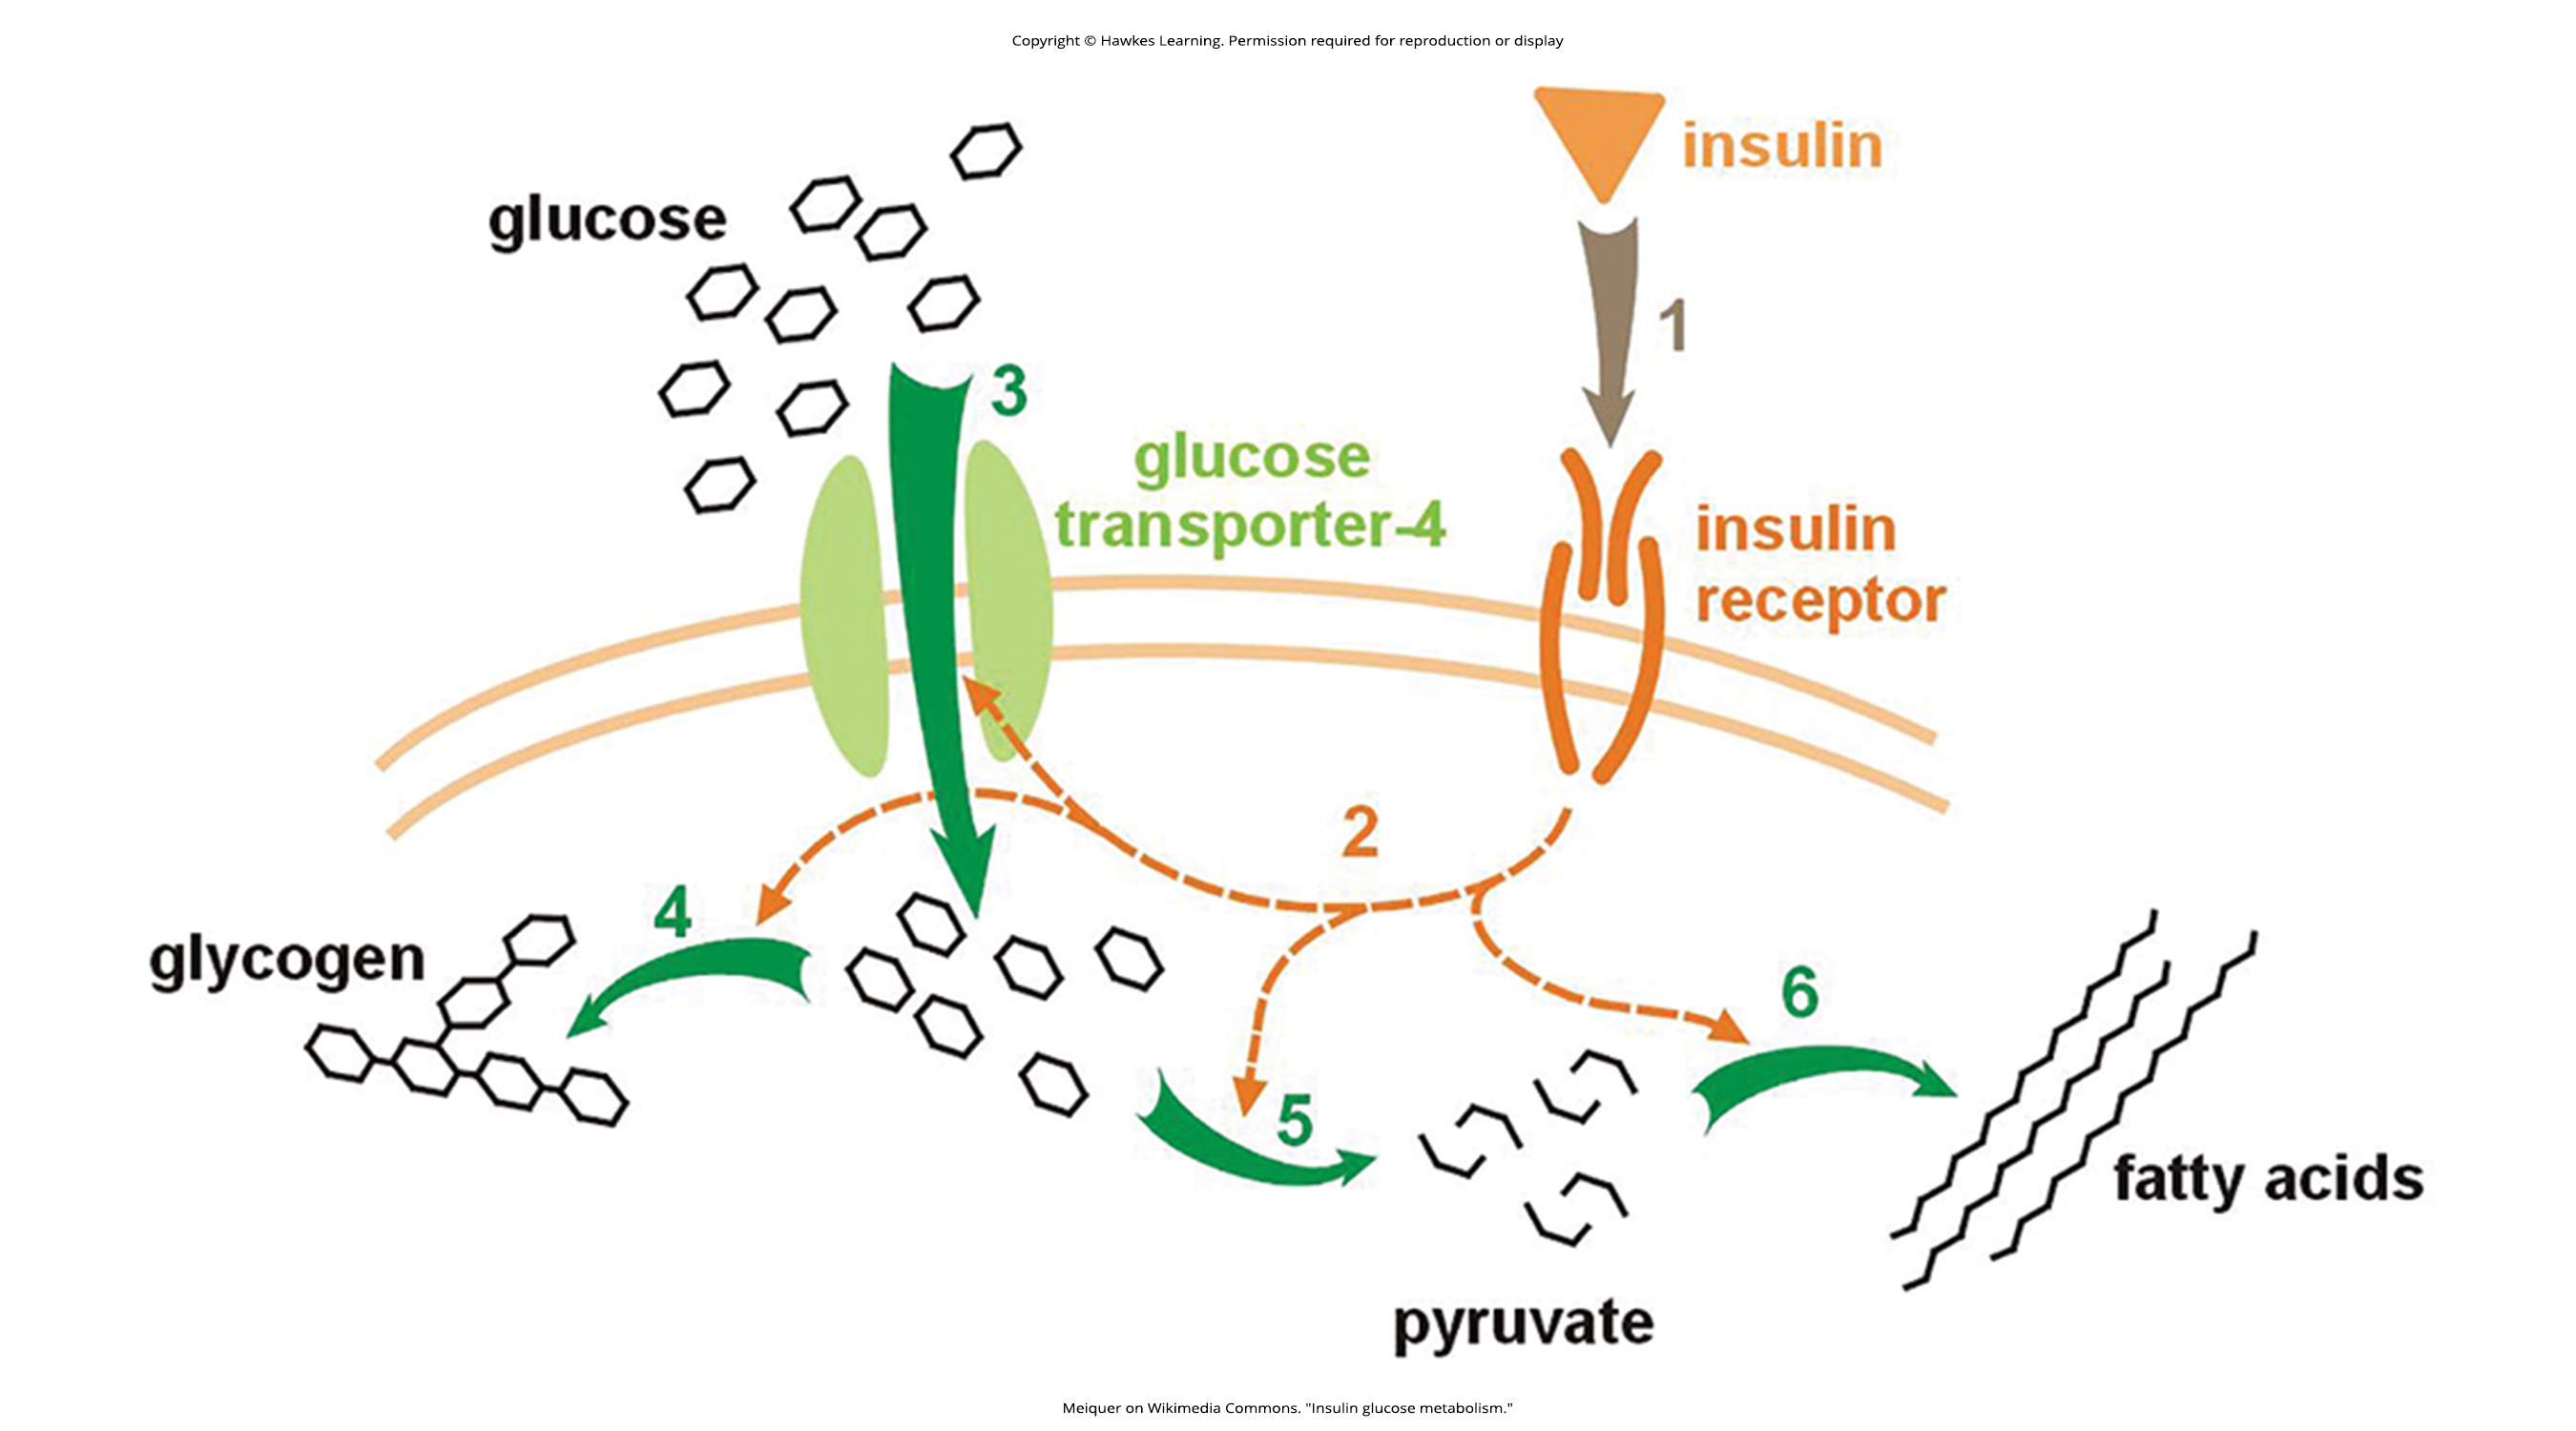 Copyright © Hawkes Learning. Permission required for reproduction or display
insulin
glucose
1
3
glucose
transporter-4
insulin
receptor
2
4
glycogen
6
5
fatty acids
pyruvate
Meiquer on Wikimedia Commons. "Insulin glucose metabolism."